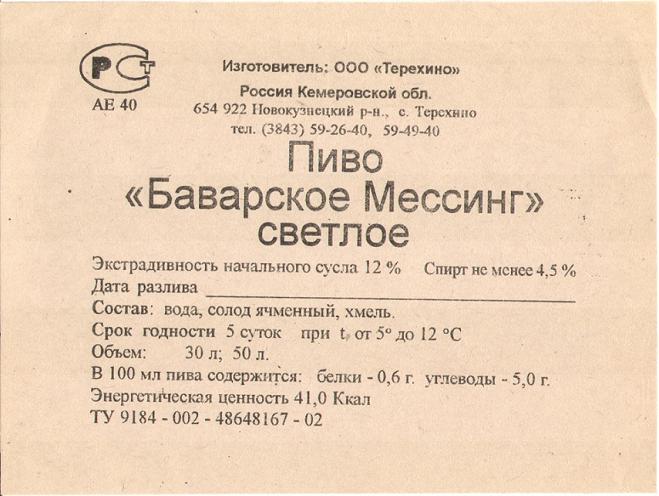 РСТ
АЕ 40
Изготовитель: ООО «Терехино»
Россия Кемеровской обл.
654 922 Новокузнецкий р-н., с. Терехино
тел. (3843) 59-26-40, 59-49-40
Пиво
«Баварское Мессинг»
светлое
Экстрадивность начального сусла 12 % Спирт не менее 4,5 %
Дата разлива
Состав: вода, солод ячменный, хмель.
Срок годности 5 суток при t, от 5° до 12 °С
Объем: 30 л; 50 л.
В 100 мл пива содержится: белки - 0,6 г. углеводы - 5,0 г.
Энергетическая ценность 41,0 Ккал
ТУ 9184 - 002 - 48648167 - 02